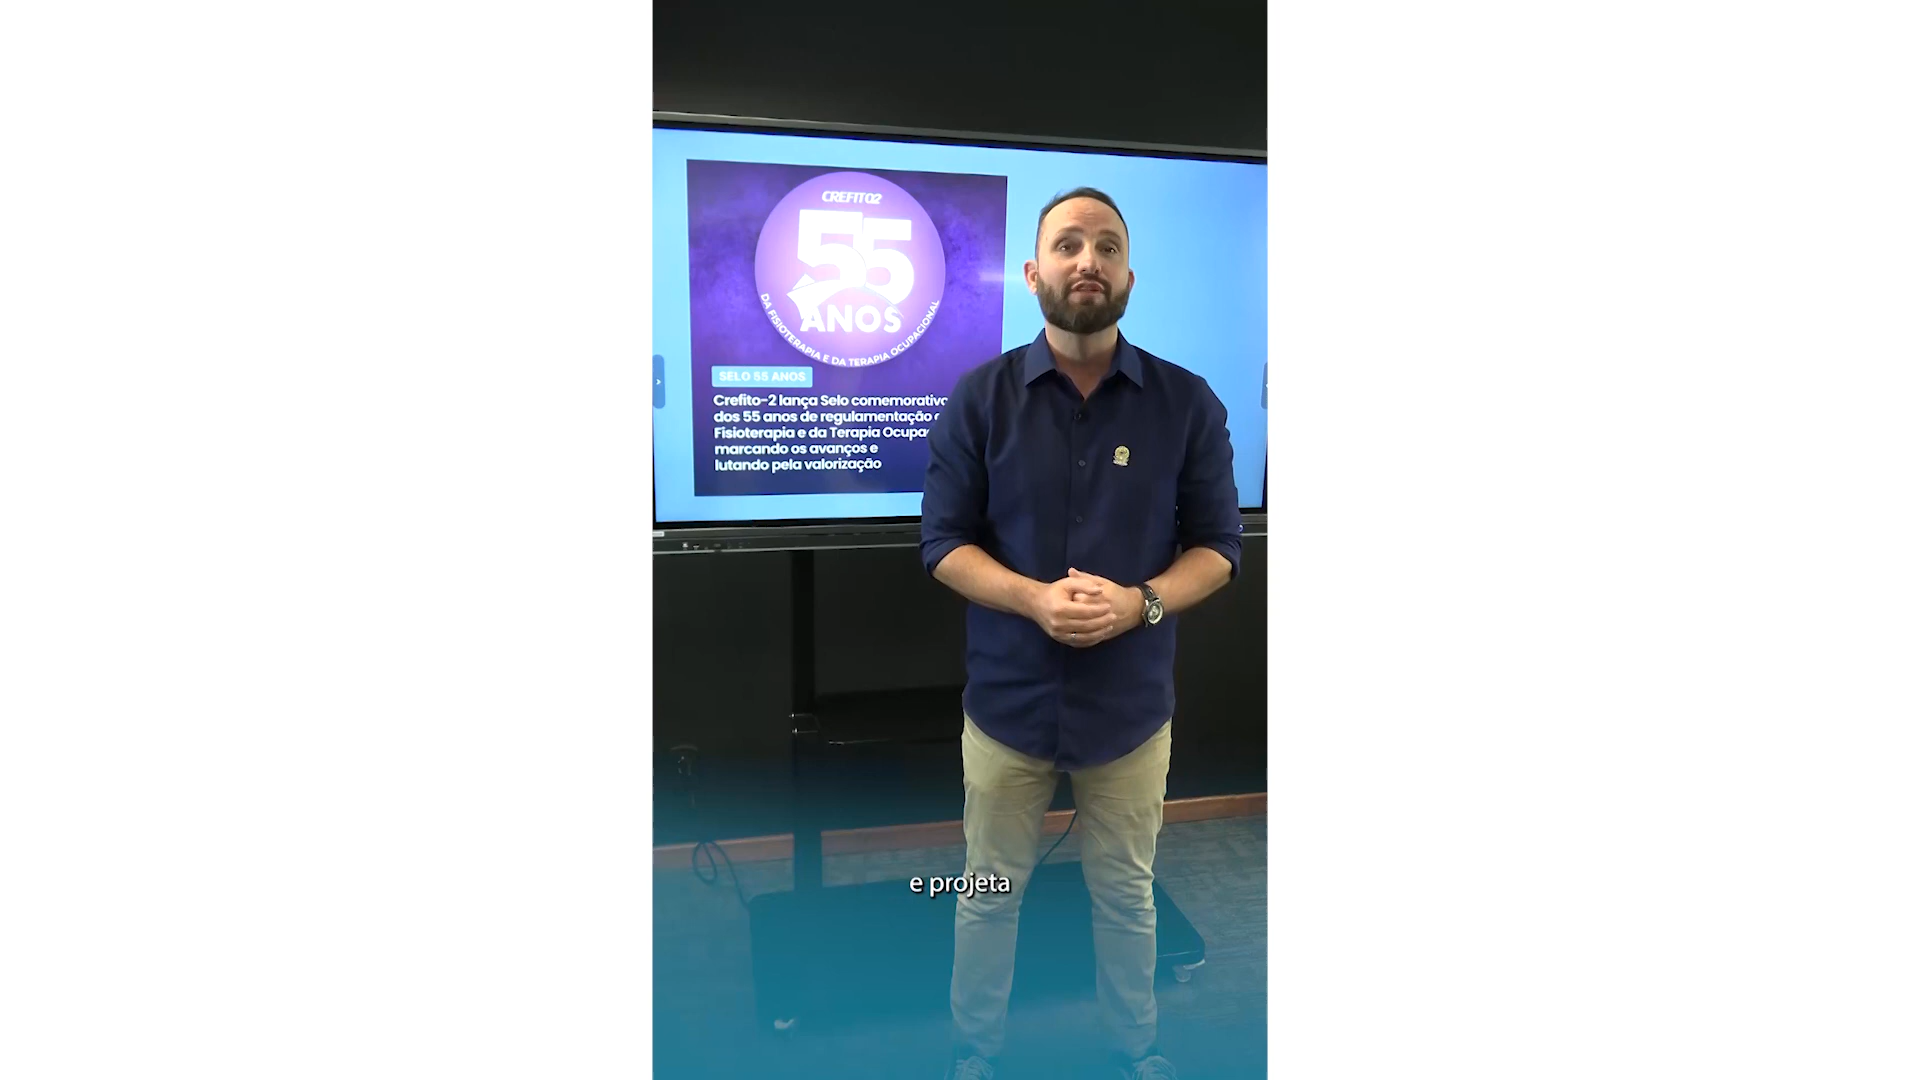 CREFITO2
55
ANOS
DA FISIOTERAPIA E DA TERAPIA OCUPACIONAL
SELO 55 ANOS
Crefito-2 lança Selo comemorativo
dos 55 anos de regulamentação
Fisioterapia e da Terapia
marcando os avanços e
lutando pela valorização
e projeta